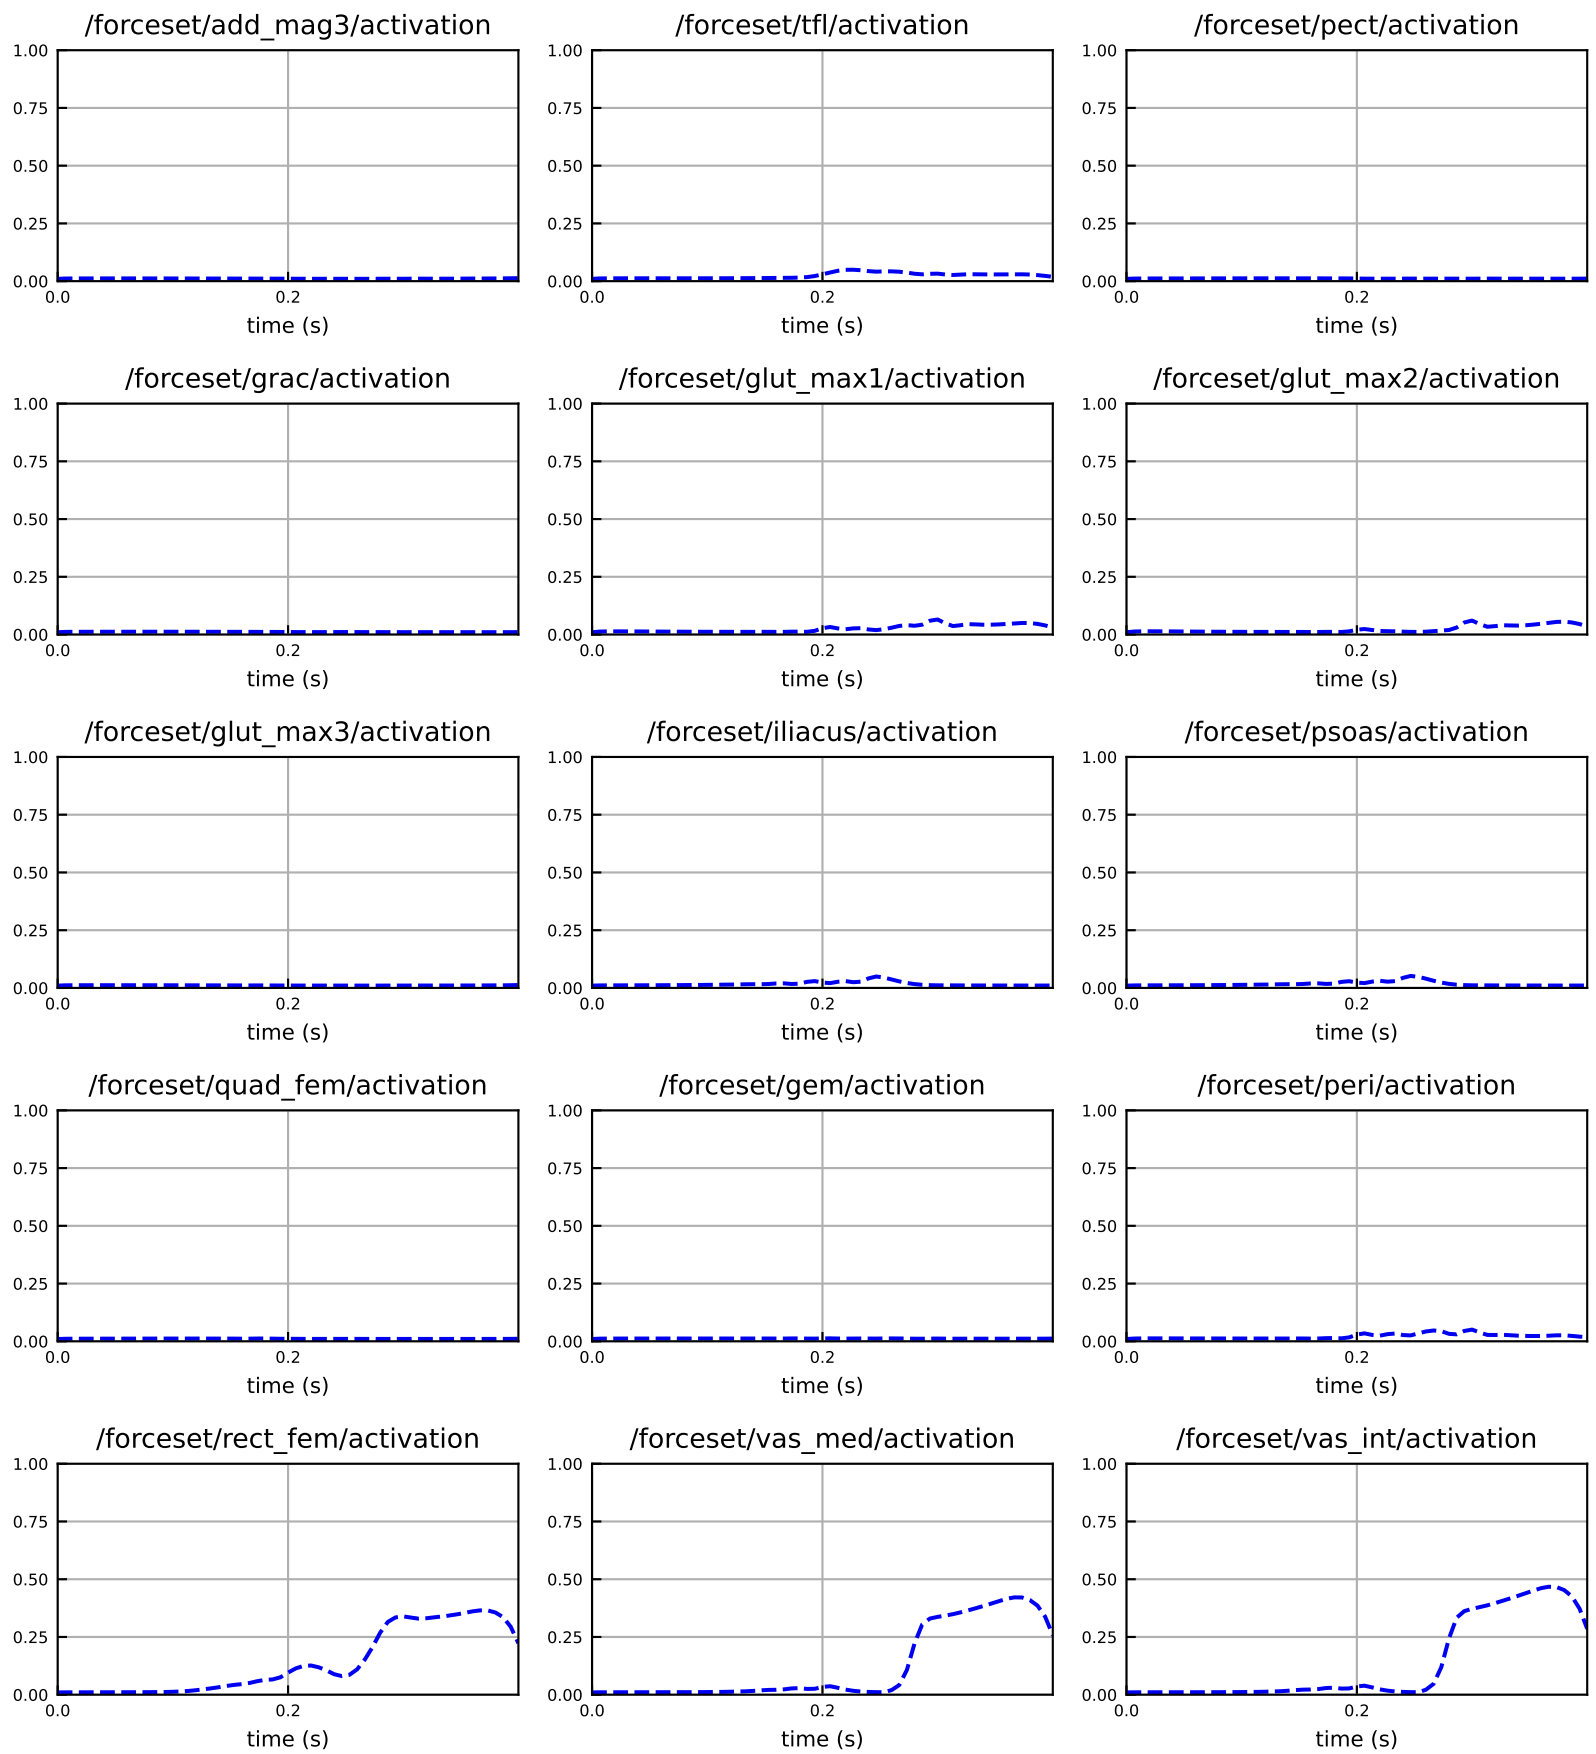 /forceset/add_mag3/activation /forceset/tfl/activation /forceset/pect/activation
1.00 1.00 1.00
0.75 0.75 0.75
0.50 0.50 0.50
0.25 0.25 0.25
0.00 0.00 0.00
0.0 0.2 0.0 0.2 0.0 0.2
time (s) time (s) time (s)
/forceset/grac/activation /forceset/glut_max1/activation /forceset/glut_max2/activation
1.00 1.00 1.00
0.75 0.75 0.75
0.50 0.50 0.50
0.25 0.25 0.25
0.00 0.00 0.00
0.0 0.2 0.0 0.2 0.0 0.2
time (s) time (s) time (s)
/forceset/glut_max3/activation /forceset/iliacus/activation /forceset/psoas/activation
1.00 1.00 1.00
0.75 0.75 0.75
0.50 0.50 0.50
0.25 0.25 0.25
0.00 0.00 0.00
0.0 0.2 0.0 0.2 0.0 0.2
time (s) time (s) time (s)
/forceset/quad_fem/activation /forceset/gem/activation /forceset/peri/activation
1.00 1.00 1.00
0.75 0.75 0.75
0.50 0.50 0.50
0.25 0.25 0.25
0.00 0.00 0.00
0.0 0.2 0.0 0.2 0.0 0.2
time (s) time (s) time (s)
/forceset/rect_fem/activation /forceset/vas_med/activation /forceset/vas_int/activation
1.00 1.00 1.00
0.75 0.75 0.75
0.50 0.50 0.50
0.25 0.25 0.25
0.00 0.00 0.00
0.0 0.2 0.0 0.2 0.0 0.2
time (s) time (s) time (s)